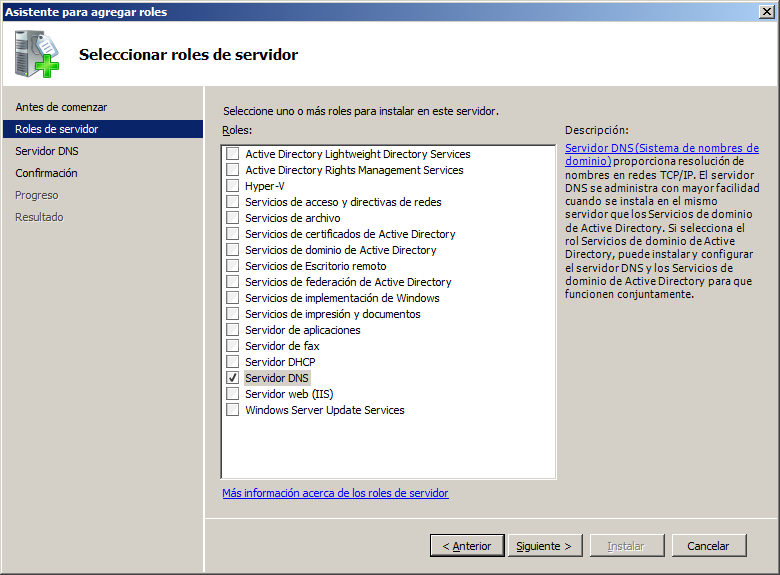 Asistente para agregar roles
Seleccionar roles de servidor
Antes de comenzar
Roles de servidor
Servidor DNS
Confirmación
Progreso
Resultado
Seleccione uno o más roles para instalar en este servidor.
Roles:
Active Directory Lightweight Directory Services
Active Directory Rights Management Services
Hyper-V
Servicios de acceso y directivas de redes
Servicios de archivo
Servicios de certificados de Active Directory
Servicios de dominio de Active Directory
Servicios de Escritorio remoto
Servicios de federación de Active Directory
Servicios de implementación de Windows
Servicios de impresión y documentos
Servidor de aplicaciones
Servidor de fax
Servidor DHCP
Servidor DNS
Servidor web (IIS)
Windows Server Update Services
Más información acerca de los roles de servidor
Descripción:
Servidor DNS (Sistema de nombres de
dominio) proporciona resolución de
nombres en redes TCP/IP. El servidor
DNS se administra con mayor facilidad
cuando se instala en el mismo
servidor que los Servicios de dominio
de Active Directory. Si selecciona el
rol Servicios de dominio de Active
Directory, puede instalar y configurar
el servidor DNS y los Servicios de
dominio de Active Directory para que
funcionen conjuntamente.
< Anterior
Siguiente >
Instalar
Cancelar